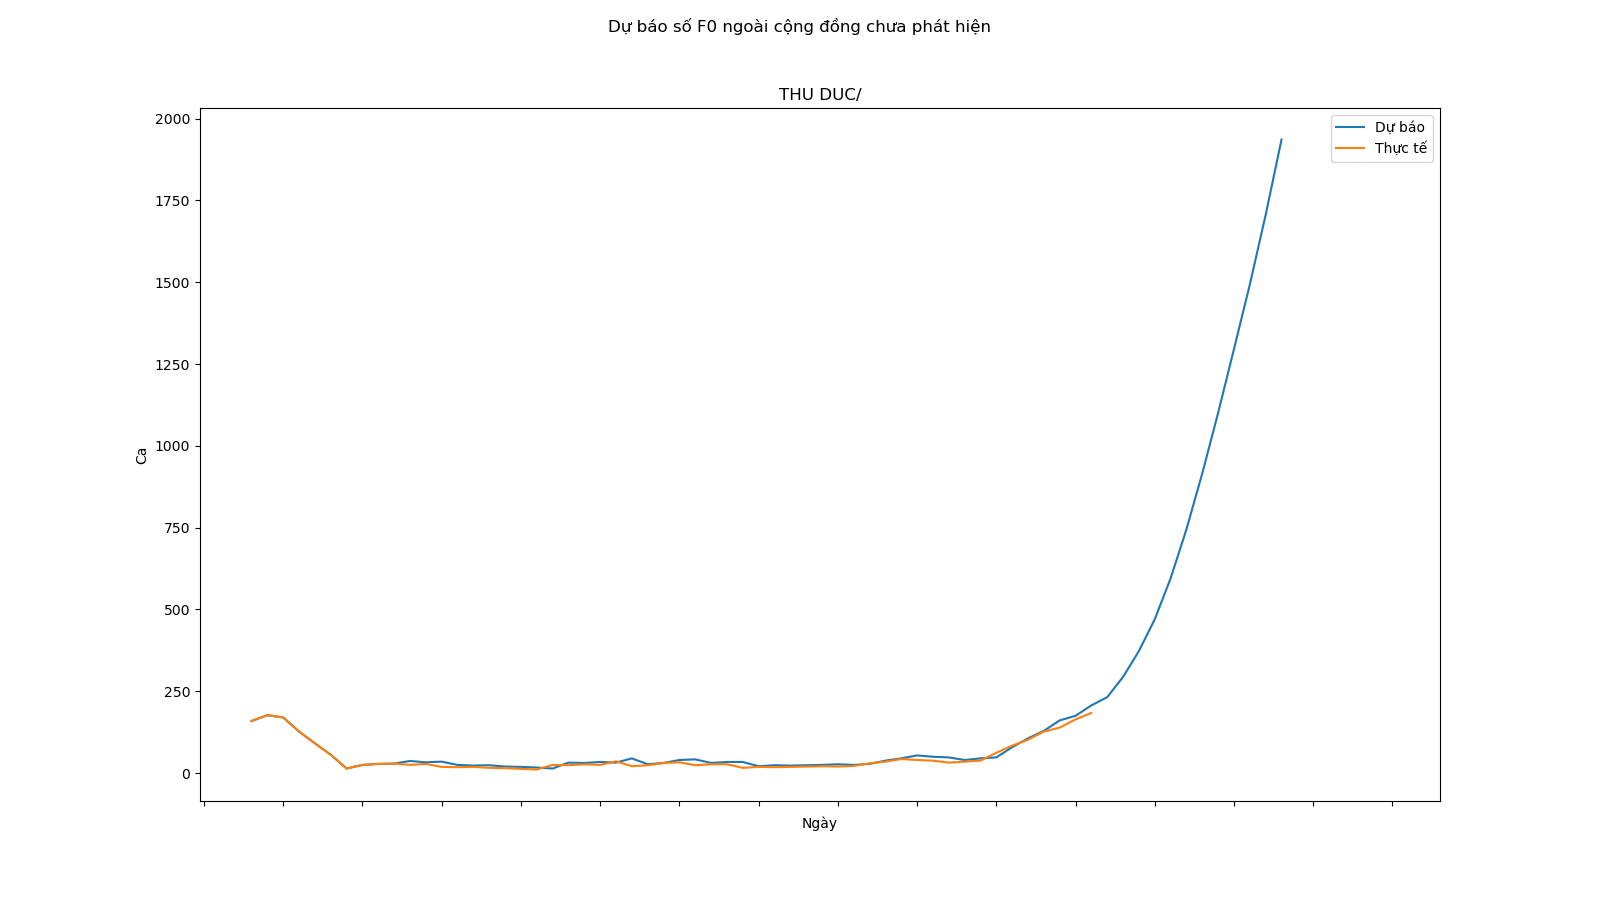 Dự báo số F0 ngoài cộng đồng chưa phát hiện
THU DUC/
2000
1750
1500
1250
1000
750
500
250
0
Ca
Ngày
Dự báo
Thực tế